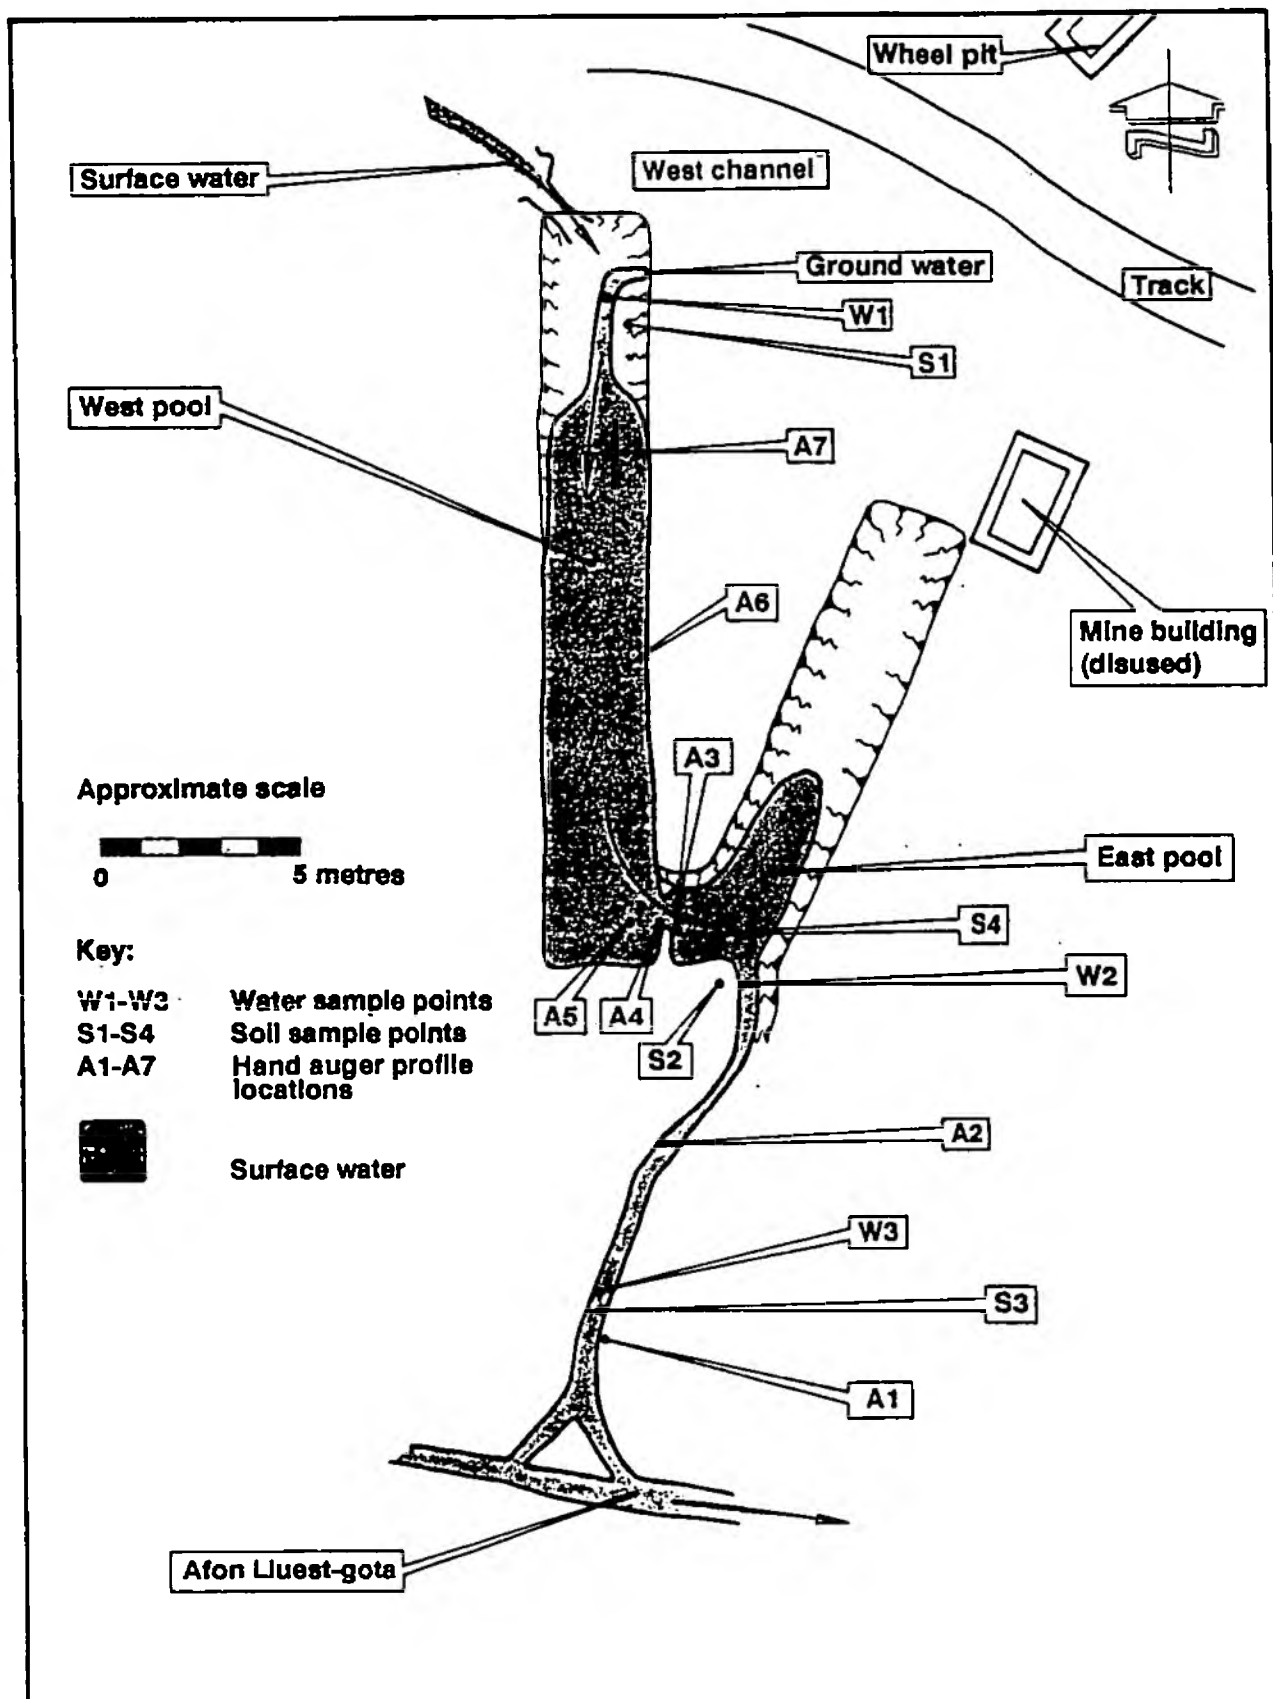 Wheel pit
Surface water
West channel
Ground water
Track
W1
S1
West pool
A7
A6
Mine building
(disused)
A3
Approximate scale
0 5 metres
East pool
S4
Key:
W1-W3 Water sample points
S1-S4 Soil sample points
A1-A7 Hand auger profile
locations
Surface water
W2
A5
A4
S2
A2
W3
S3
A1
Afon Lluest-gota